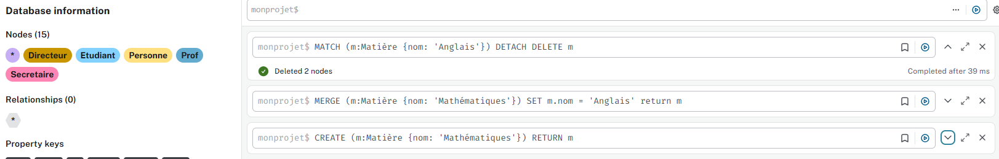 Database information
Nodes (15)
* Directeur Etudiant Personne Prof
Secretaire
Relationships (0)
*
Property keys
monprojet$
monprojet$ MATCH (m:Matière {nom: 'Anglais'}) DETACH DELETE m
Deleted 2 nodes Completed after 39 ms
monprojet$ MERGE (m:Matière {nom: 'Mathématiques'}) SET m.nom = 'Anglais' return m
monprojet$ CREATE (m:Matière {nom: 'Mathématiques'}) RETURN m